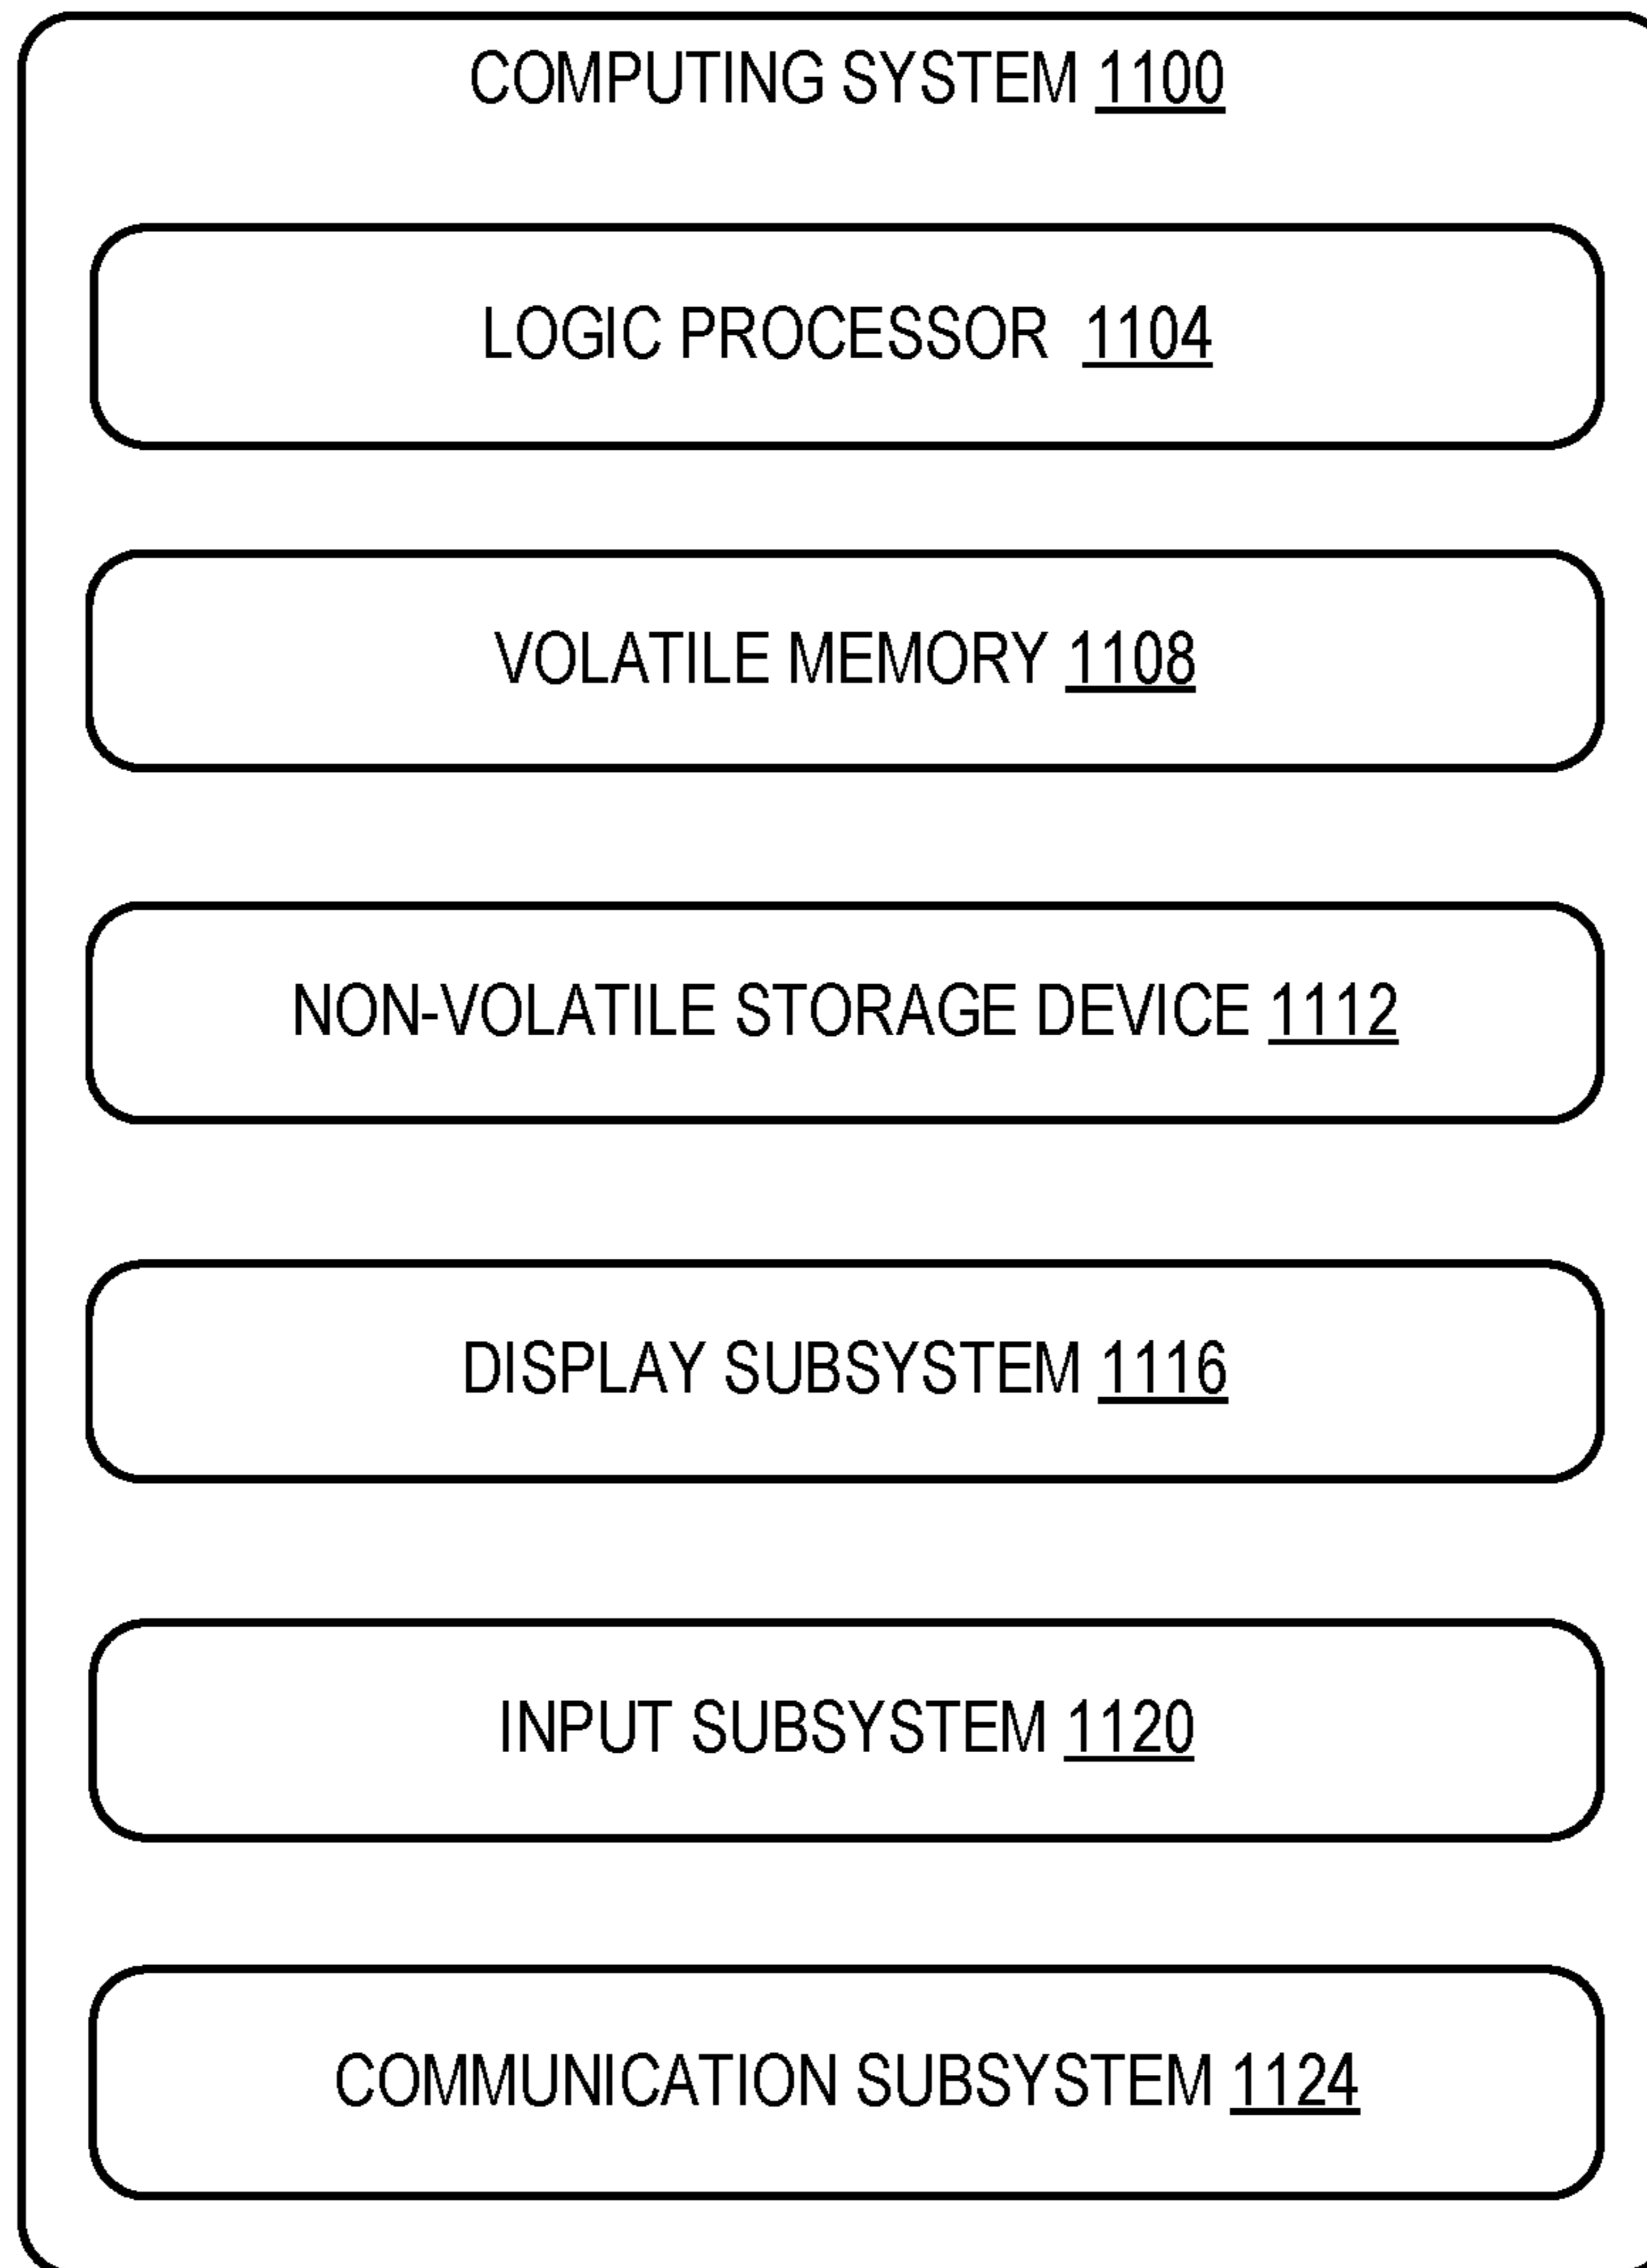 COMPUTING SYSTEM 1100
LOGIC PROCESSOR 1104
VOLATILE MEMORY 1108
NON-VOLATILE STORAGE DEVICE 1112
DISPLAY SUBSYSTEM 1116
INPUT SUBSYSTEM 1120
COMMUNICATION SUBSYSTEM 1124